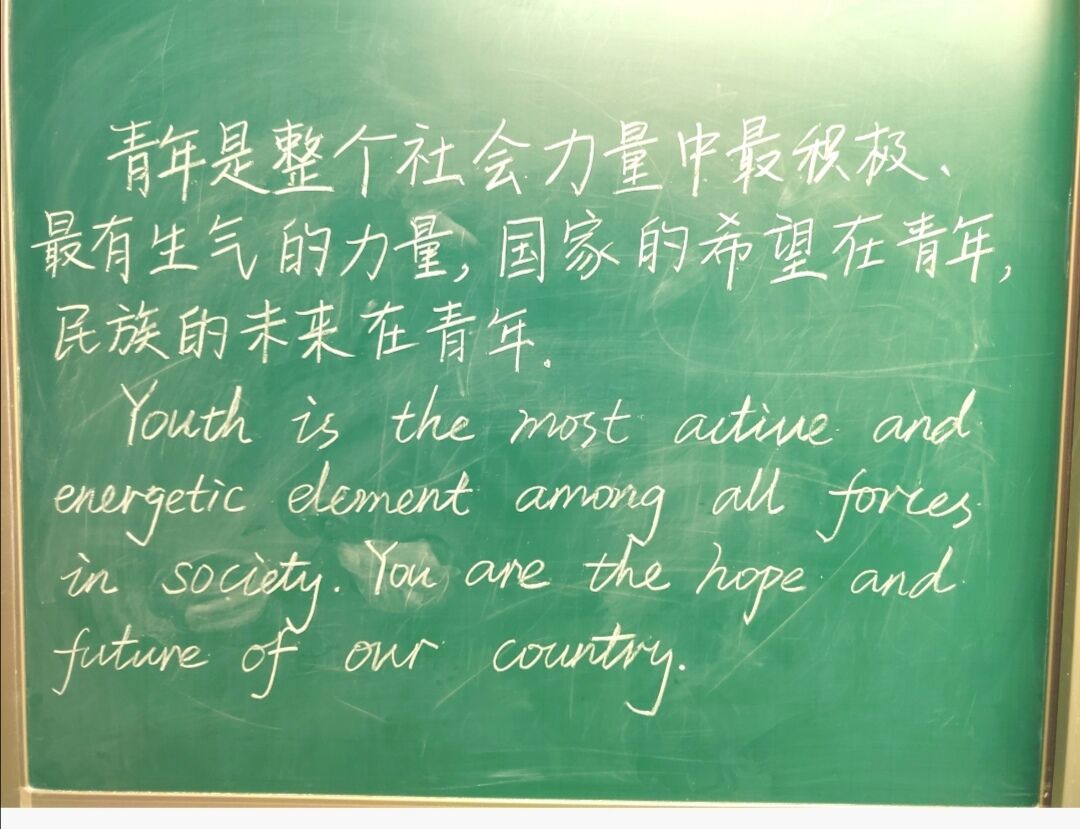 青年是整个社会力量中最积极、
最有生气的力量,国家的希望在青年,
民族的未来在青年.
Youth is the most active and
energetic element among all forces
in society. You are the hope and
future of our country.